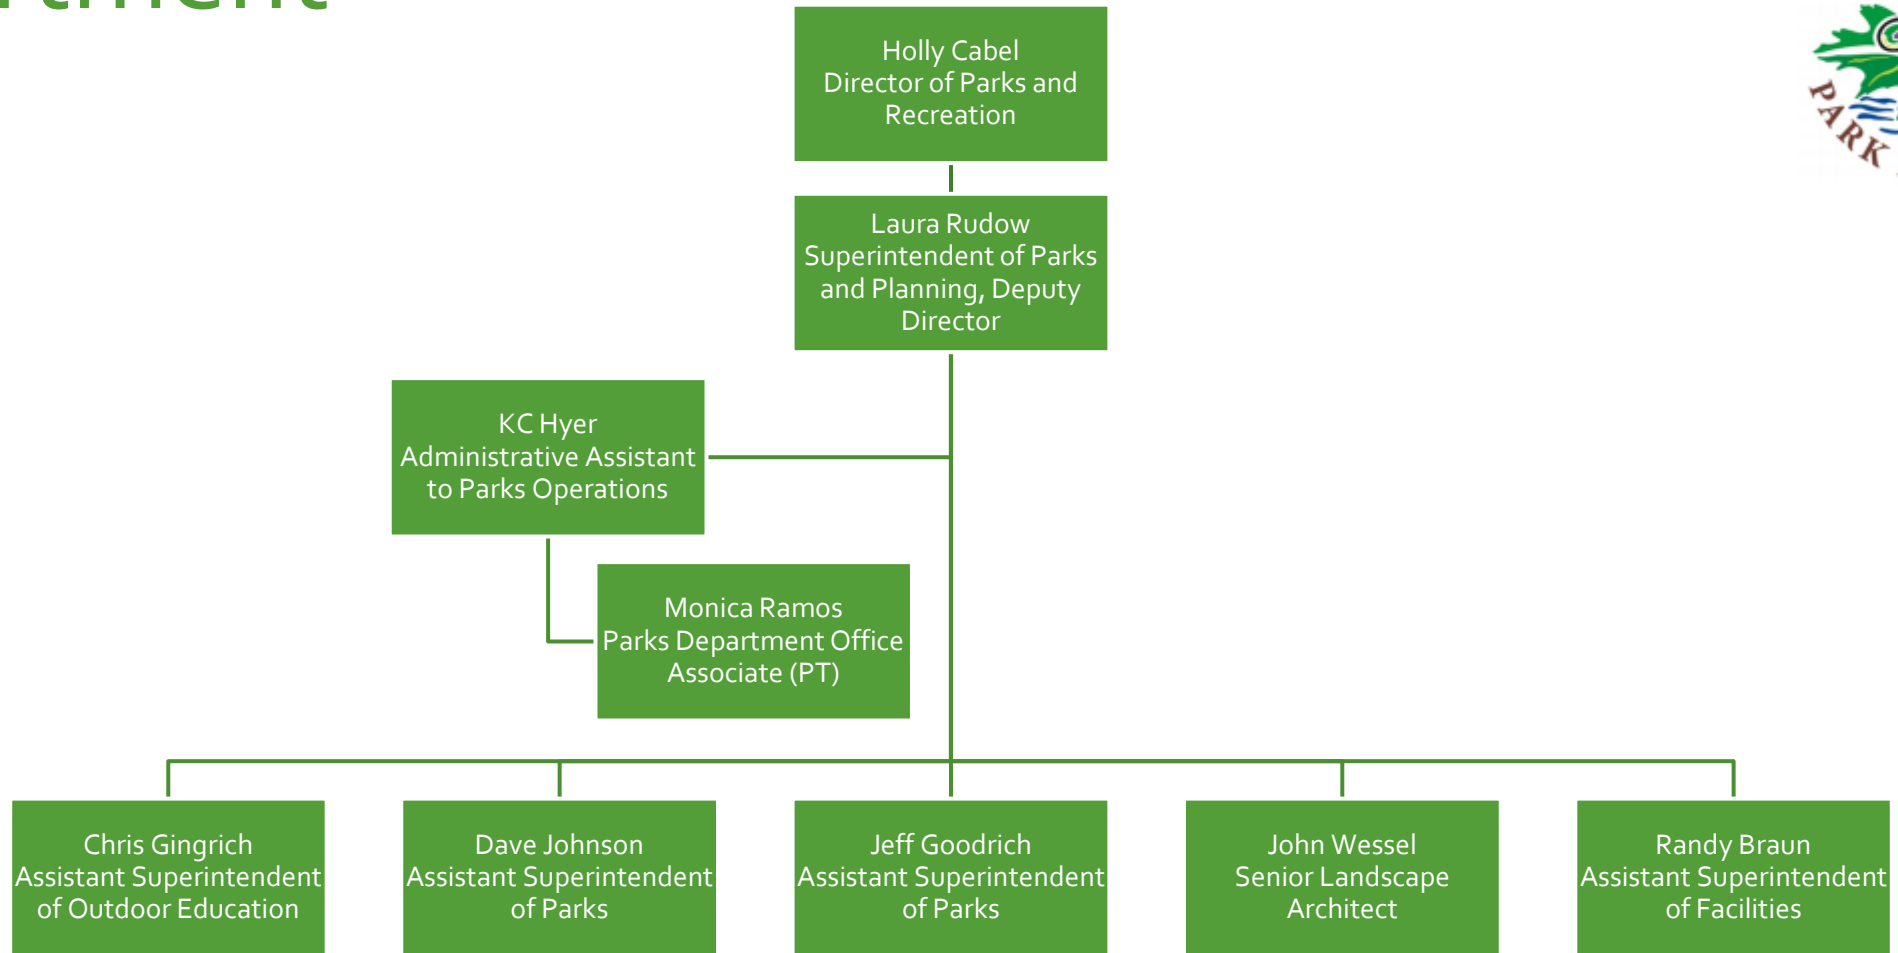 Holly Cabel
Director of Parks and
Recreation
PARK
Laura Rudow
Superintendent of Parks
and Planning, Deputy
Director
KC Hyer
Administrative Assistant
to Parks Operations
Monica Ramos
Parks Department Office
Associate (PT)
Chris Gingrich
Assistant Superintendent
of Outdoor Education
Dave Johnson
Assistant Superintendent
of Parks
Jeff Goodrich
Assistant Superintendent
of Parks
John Wessel
Senior Landscape
Architect
Randy Braun
Assistant Superintendent
of Facilities